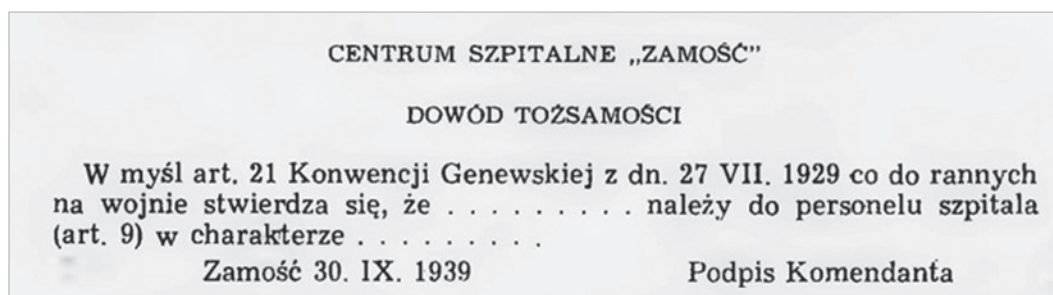 CENTRUM SZPITALNE „ZAMOŚĆ”
DOWÓD TOŻSAMOŚCI
W myśl art. 21 Konwencji Genewskiej z dn. 27 VII. 1929 co do rannych
na wojnie stwierdza się, że . . . . . . . . . należy do personelu szpitala
(art. 9) w charakterze . . . . . . . . .
Zamość 30. IX. 1939 Podpis Komendanta